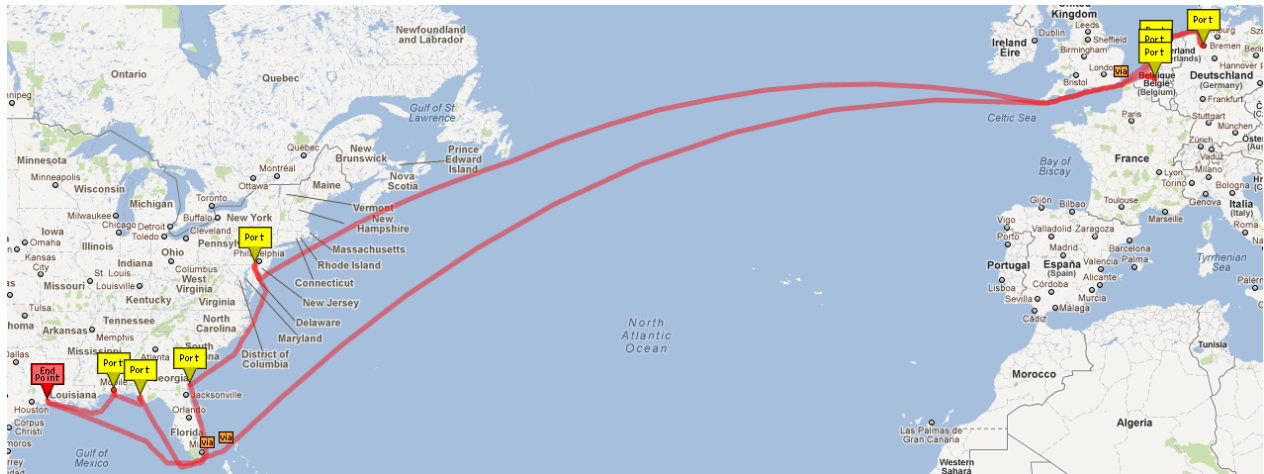 Newfoundland
and Labrador
Ontario
Quebec
Gulf of St
Lawrence
Prince
Edward
Island
New
Brunswick
Nova
Scotia
Maine
Québec
Montréal
Ottawa
Toronto
Minnesota
Minneapolis
Wisconsin
Michigan
Milwaukee
Detroit
Toledo
Chicago
Buffalo
Cleveland
New York
Vermont
New
Hampshire
Massachusetts
Rhode Island
Connecticut
New Jersey
Delaware
Maryland
District of
Columbia
Port
Iowa
Omaha
Illinois
Indiana
Ohio
Columbus
Kansas
City
St. Louis
Missouri
Louisville
West
Virginia
Virginia
Kentucky
Tulsa
Tennessee
Memphis
Arkansas
North
Carolina
Mississippi
Atlanta
South
Georgia
Port
Port
Port
End
Point
Dallas
Louisiana
Houston
Jacksonville
Orlando
Florida
via
via
Corpus
Christi
Gulf of
Mexico
North
Atlantic
Ocean
United
Kingdom
Leeds
Sheffield
Dublin
Ireland
Éire
Birmingham
London
Bristol
via
Port
Port
Port
Bremen
Hannover
Berlin
Belgique
België
(Belgium)
Deutschland
(Germany)
Frankfurt
Celtic Sea
Paris
Stuttgart
München
(Munich)
Zürich
Vaduz
Bern
France
Bay of
Biscay
Lyon
Milano
Torino
Genova
Bologna
Toulouse
Marseille
Italia
(Italy)
Roma
Gijón
Bilbao
Vigo
Porto
Valladolid
Zaragoza
Barcelona
Madrid
Portugal
España
(Spain)
Valencia
Palma
Lisboa
Córdoba
Alicante
Murcia
Sevilla
Málaga
Cádiz
Tyrrhenian
Sea
Tunisia
Morocco
Algeria
Las Palmas de
Gran Canaria
Western
Sahara